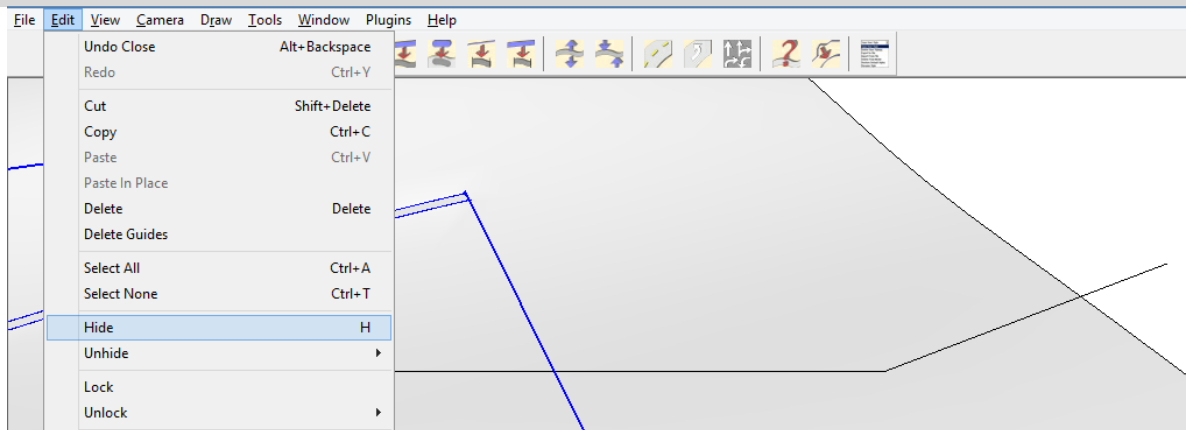 File Edit View Camera Draw Tools Window Plugins Help
Undo Close Alt+Backspace
Redo Ctrl+Y
Cut Shift+Delete
Copy Ctrl+C
Paste Ctrl+V
Paste In Place
Delete Delete
Delete Guides
Select All Ctrl+A
Select None Ctrl+T
Hide H
Unhide
Lock
Unlock